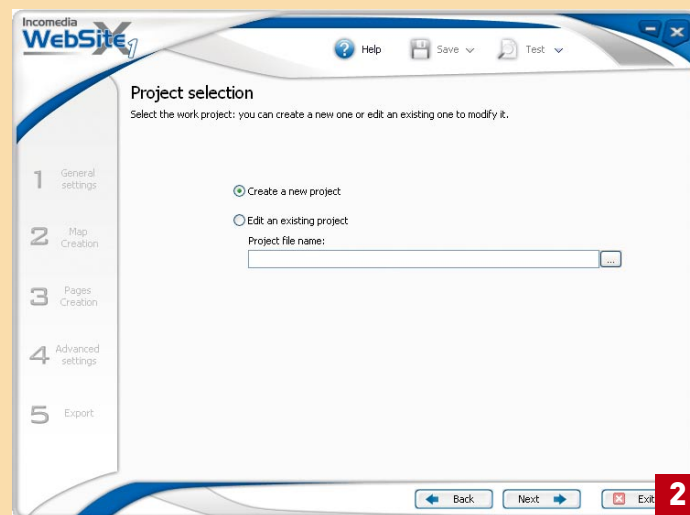 Incomedia
WebSite X
Help
Save
Test
Project selection
Select the work project: you can create a new one or edit an existing one to modify it.
1 General settings
2 Map Creation
3 Pages Creation
4 Advanced settings
5 Export
Create a new project
Edit an existing project
Project file name:
...
Back
Next
Exit
2